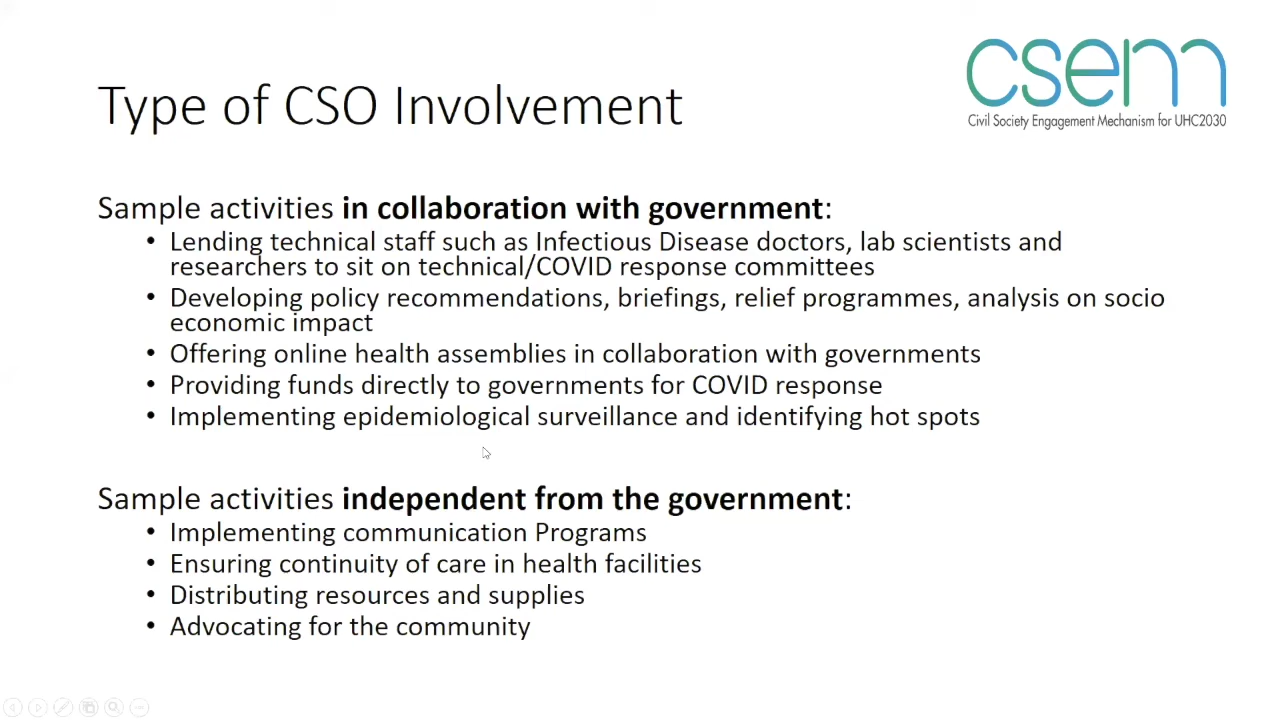 csem
Civil Society Engagement Mechanism for UHC2030
Type of CSO Involvement
Sample activities in collaboration with government:
• Lending technical staff such as Infectious Disease doctors, lab scientists and
researchers to sit on technical/COVID response committees
• Developing policy recommendations, briefings, relief programmes, analysis on socio
economic impact
• Offering online health assemblies in collaboration with governments
• Providing funds directly to governments for COVID response
• Implementing epidemiological surveillance and identifying hot spots
Sample activities independent from the government:
• Implementing communication Programs
• Ensuring continuity of care in health facilities
• Distributing resources and supplies
• Advocating for the community